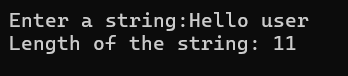 Enter a string:Hello user
Length of the string: 11